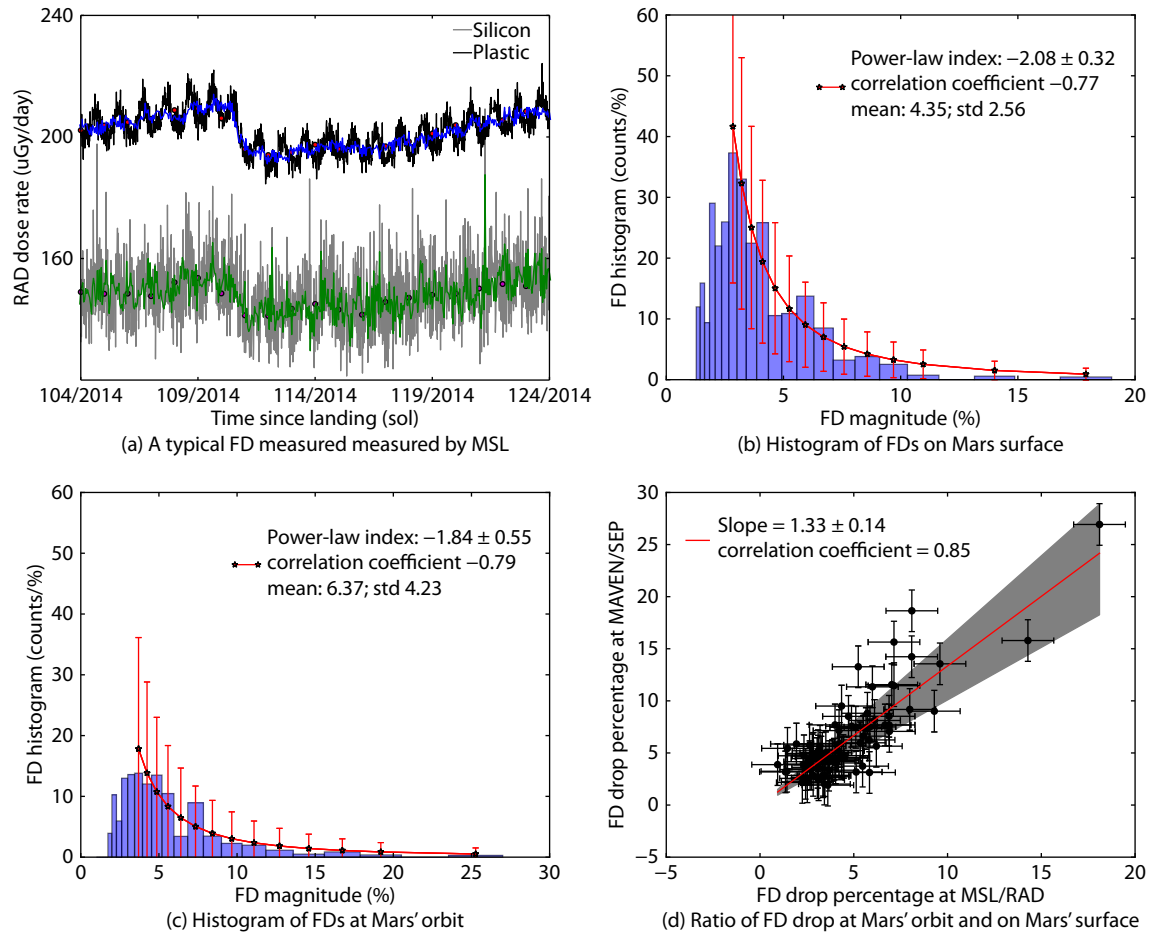 240
200
160
RAD dose rate (uGy/day)
Silicon
Plastic
104/2014 109/2014 114/2014 119/2014 124/2014
Time since landing (sol)
(a) A typical FD measured measured by MSL
60
50
40
30
20
10
0
FD histogram (counts/%)
Power-law index: −2.08 ± 0.32
correlation coefficient −0.77
mean: 4.35; std 2.56
0 5 10 15 20
FD magnitude (%)
(b) Histogram of FDs on Mars surface
60
50
40
30
20
10
0
FD histogram (counts/%)
Power-law index: −1.84 ± 0.55
correlation coefficient −0.79
mean: 6.37; std 4.23
0 5 10 15 20 25 30
FD magnitude (%)
(c) Histogram of FDs at Mars’ orbit
30
25
20
15
10
5
0
−5
FD drop percentage at MAVEN/SEP
Slope = 1.33 ± 0.14
correlation coefficient = 0.85
−5 0 5 10 15 20
FD drop percentage at MSL/RAD
(d) Ratio of FD drop at Mars’ orbit and on Mars’ surface